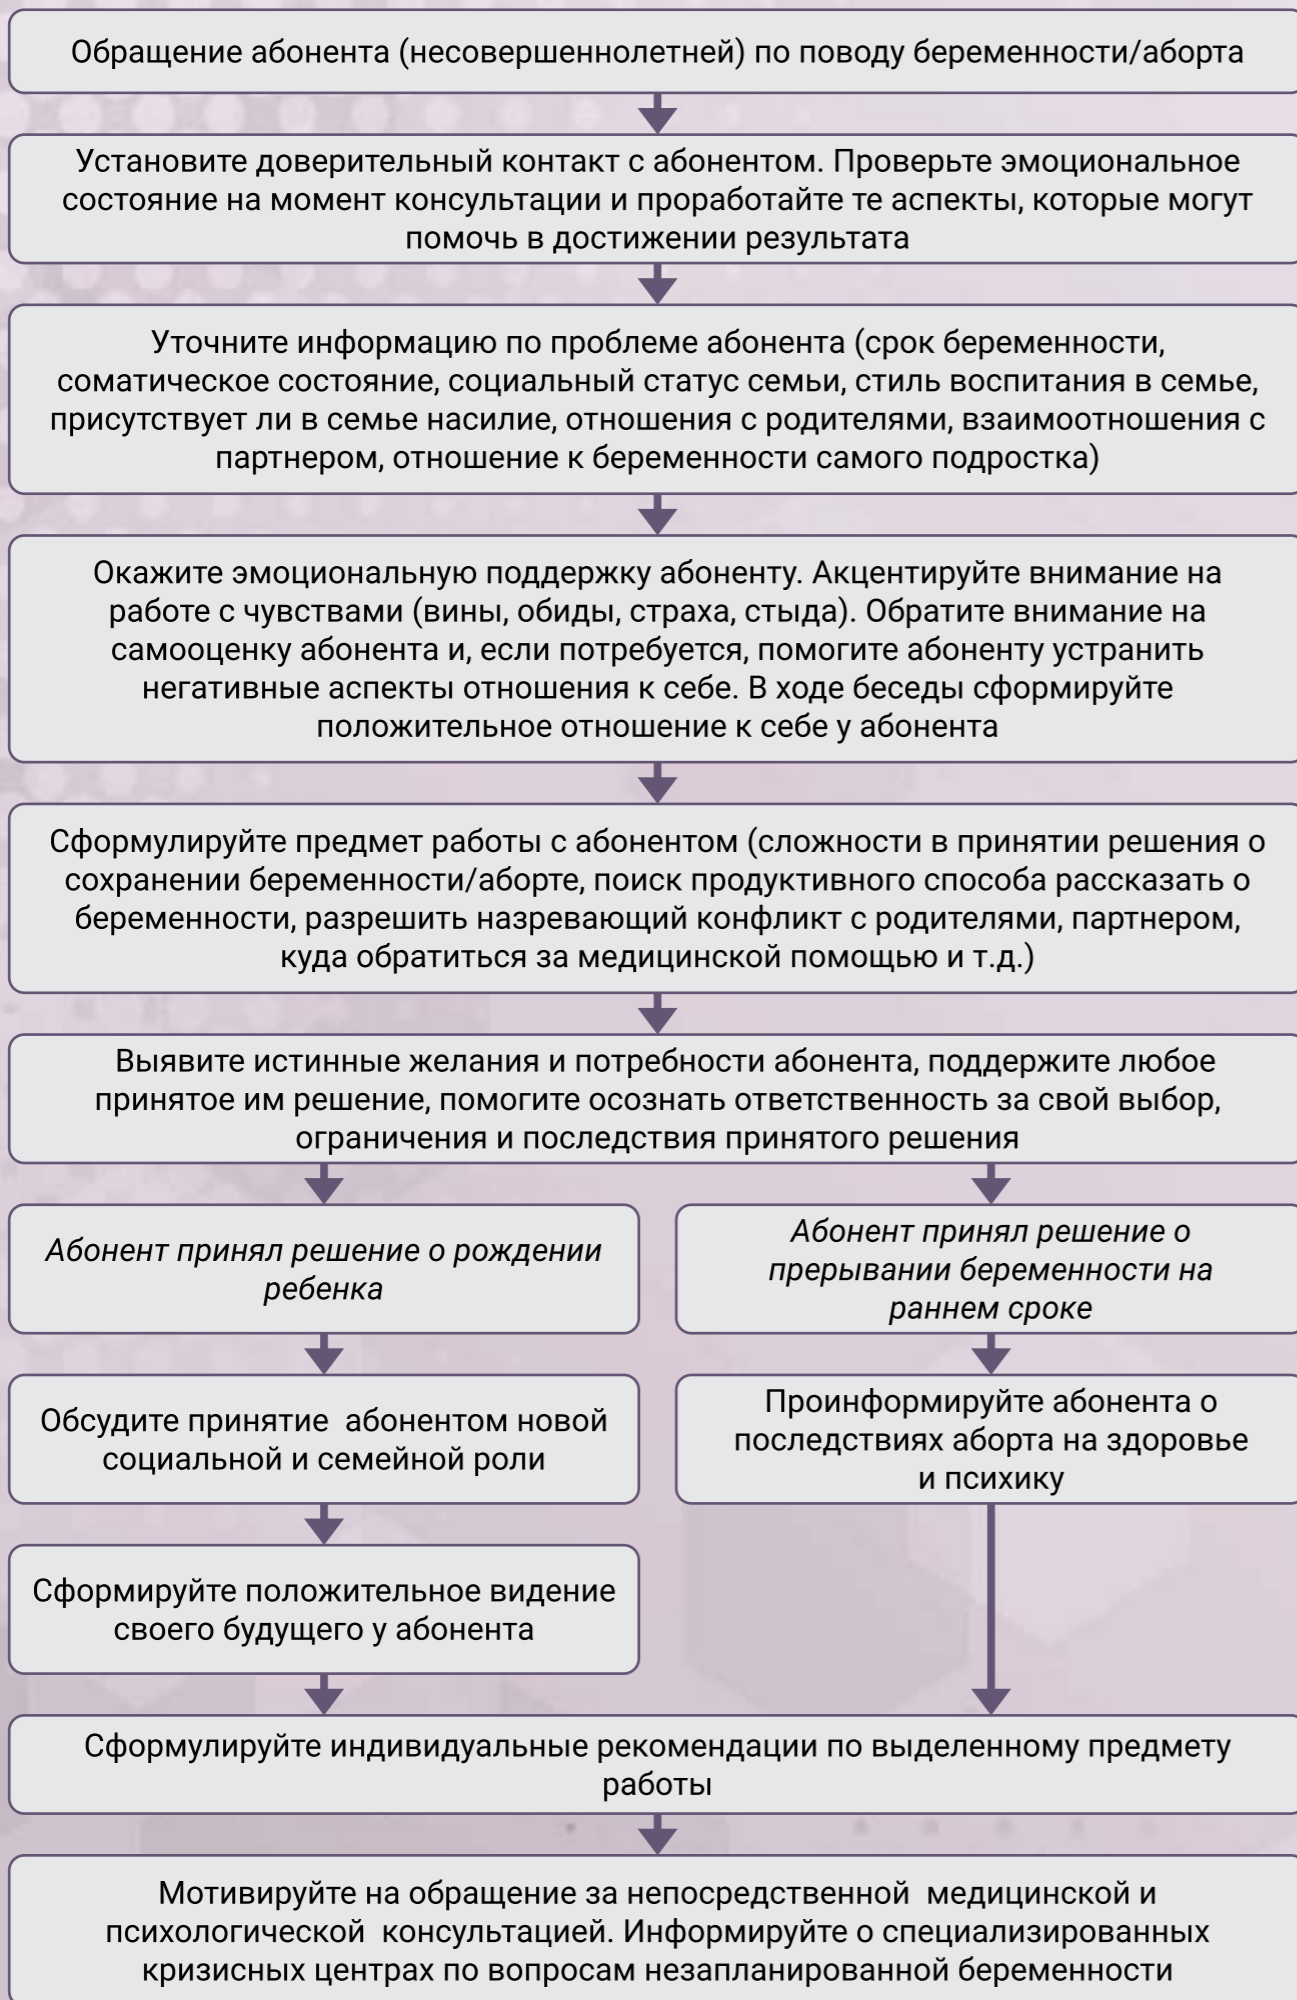 Обращение абонента (несовершеннолетней) по поводу беременности/аборта
Установите доверительный контакт с абонентом. Проверьте эмоциональное
состояние на момент консультации и проработайте те аспекты, которые могут
помочь в достижении результата
Уточните информацию по проблеме абонента (срок беременности,
соматическое состояние, социальный статус семьи, стиль воспитания в семье,
присутствует ли в семье насилие, отношения с родителями, взаимоотношения с
партнером, отношение к беременности самого подростка)
Окажите эмоциональную поддержку абоненту. Акцентируйте внимание на
работе с чувствами (вины, обиды, страха, стыда). Обратите внимание на
самооценку абонента и, если потребуется, помогите абоненту устранить
негативные аспекты отношения к себе. В ходе беседы сформируйте
положительное отношение к себе у абонента
Сформулируйте предмет работы с абонентом (сложности в принятии решения о
сохранении беременности/аборте, поиск продуктивного способа рассказать о
беременности, разрешить назревающий конфликт с родителями, партнером,
куда обратиться за медицинской помощью и т.д.)
Выявите истинные желания и потребности абонента, поддержите любое
принятое им решение, помогите осознать ответственность за свой выбор,
ограничения и последствия принятого решения
Абонент принял решение о рождении
ребенка
Абонент принял решение о
прерывании беременности на
раннем сроке
Обсудите принятие  абонентом новой
социальной и семейной роли
Проинформируйте абонента о
последствиях аборта на здоровье
и психику
Сформируйте положительное видение
своего будущего у абонента
Сформулируйте индивидуальные рекомендации по выделенному предмету
работы
Мотивируйте на обращение за непосредственной  медицинской и
психологической  консультацией. Информируйте о специализированных
кризисных центрах по вопросам незапланированной беременности